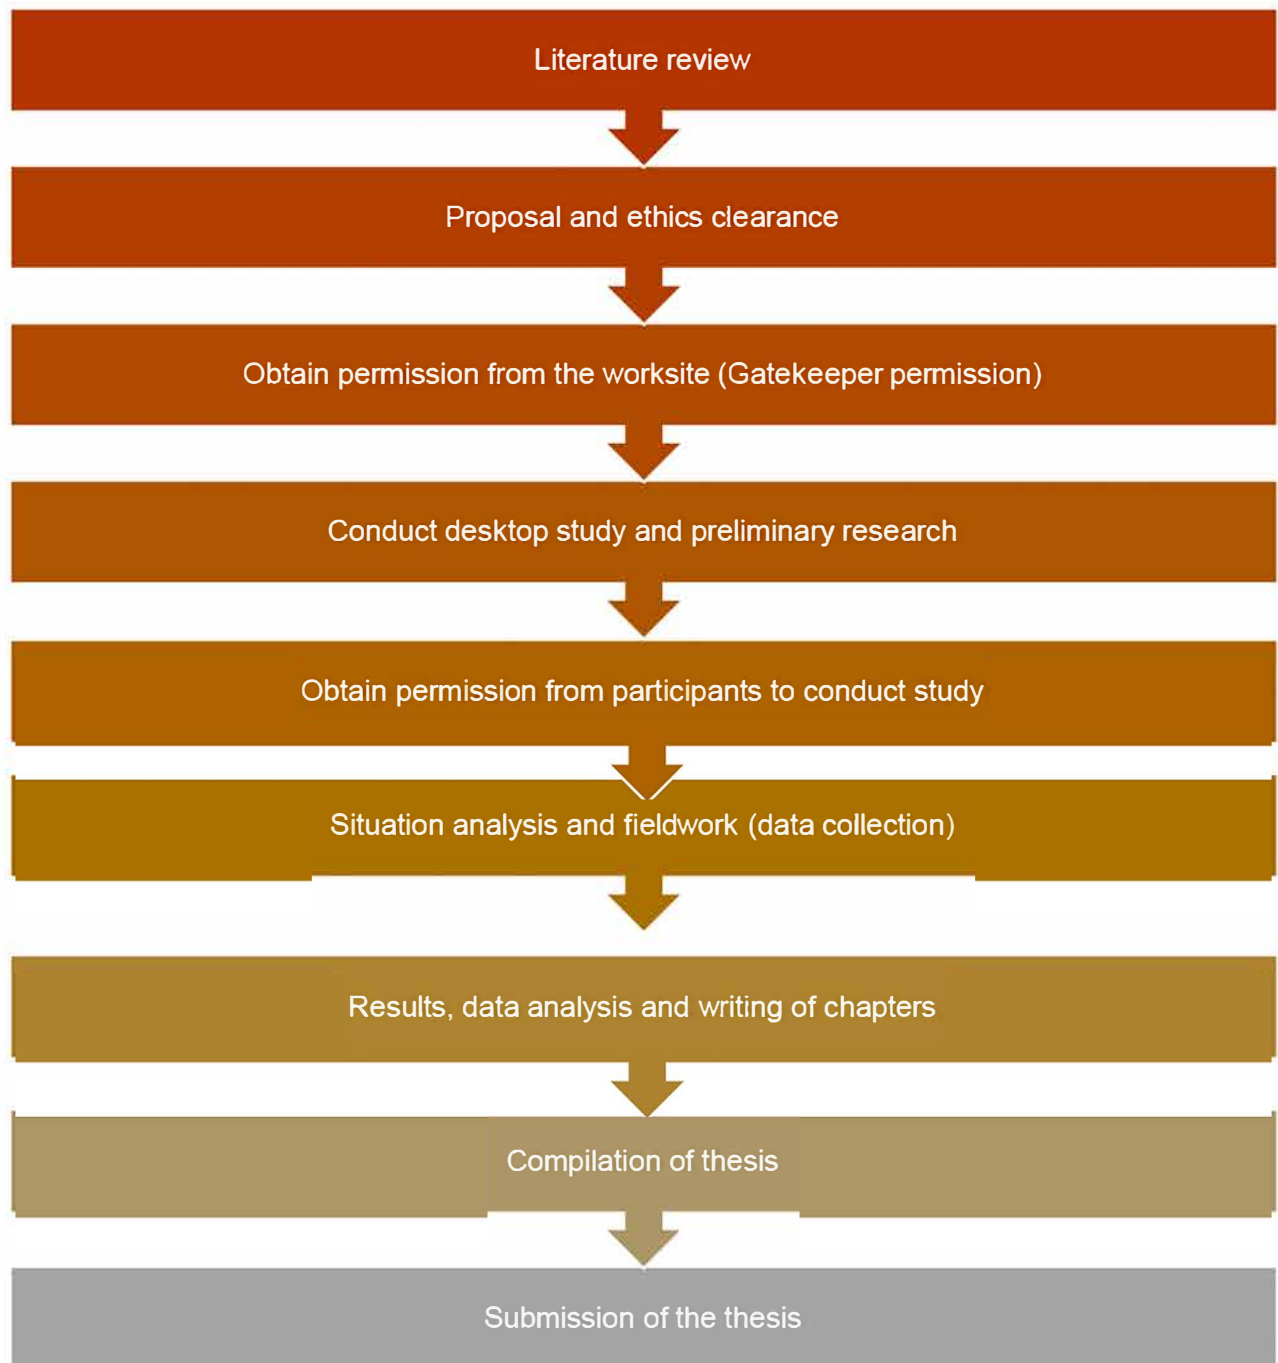 Literature review
Proposal and ethics clearance
Obtain permission from the worksite (Gatekeeper permission)
Conduct desktop study and preliminary research
Obtain permission from participants to conduct study
Situation analysis and fieldwork (data collection)
Results, data analysis and writing of chapters
Compilation of thesis
Submission of the thesis